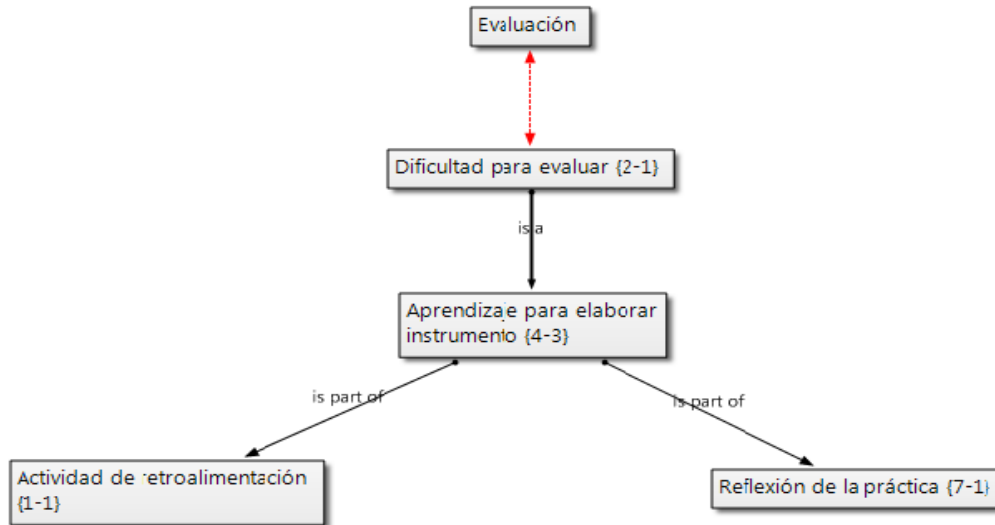 Evaluación
Dificultad para evaluar {2-1}
is a
Aprendizaje para elaborar
instrumento {4-3}
is part of
is part of
Actividad de retroalimentación
{1-1}
Reflexión de la práctica {7-1}